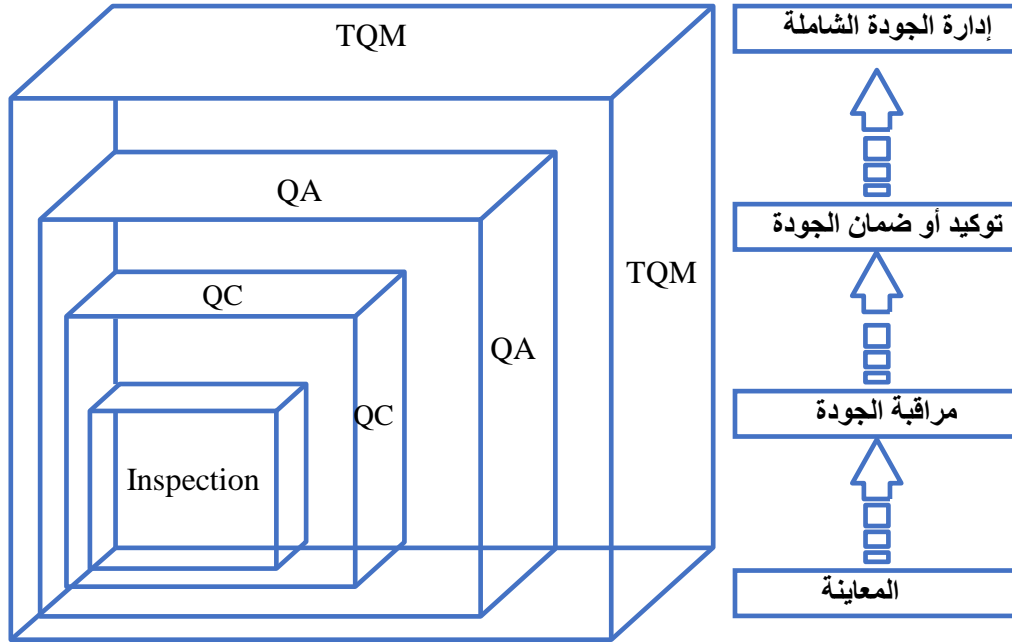 TQM
QA
TQM
QC
QA
QC
Inspection
إدارة الجودة الشاملة
توكيد أو ضمان الجودة
مراقبة الجودة
المعاينة